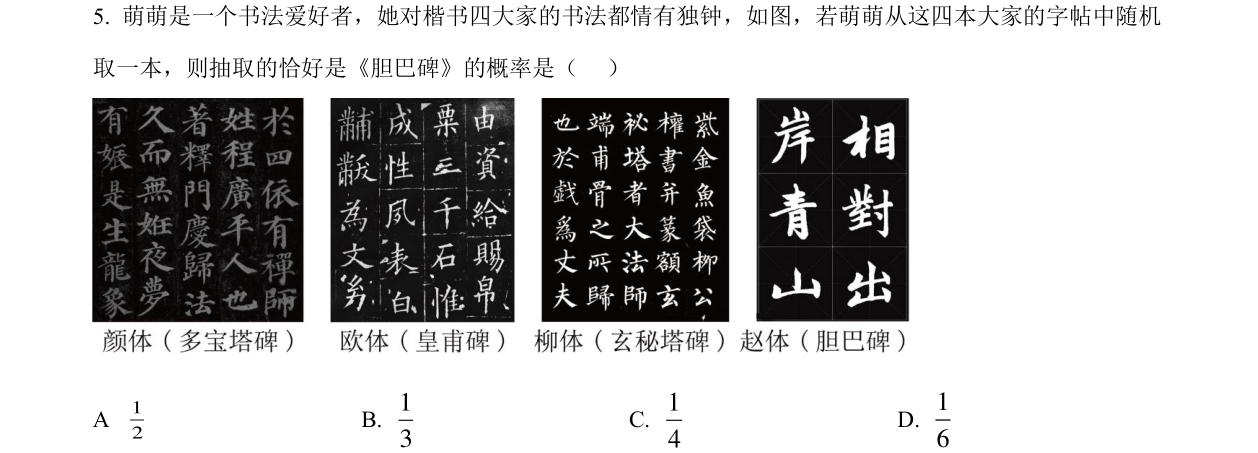 5. 萌萌是一个书法爱好者，她对楷书四大家的书法都情有独钟，如图，若萌萌从这四本大家的字帖中随机
取一本，则抽取的恰好是《胆巴碑》的概率是（    ）
有 久 著 姓 於
娠 而 釋 程 四
是 無 門 廣 依
生 姙 慶 平 有
龍 夜 歸 人 禪
象 夢 法 也 師
黼 成 粟 由
黻 性 三 資
為 夙 千 給
文 表 石 賜
白 惟 帛
也 端 祕 權 紫
於 甫 塔 書 金
戲 骨 者 并 魚
爲 之 大 篆 袋
丈 所 法 額 柳
夫 歸 師 玄 公
岸 相
青 對
山 出
颜体（多宝塔碑） 欧体（皇甫碑） 柳体（玄秘塔碑） 赵体（胆巴碑）
A 1/2 B. 1/3 C. 1/4 D. 1/6